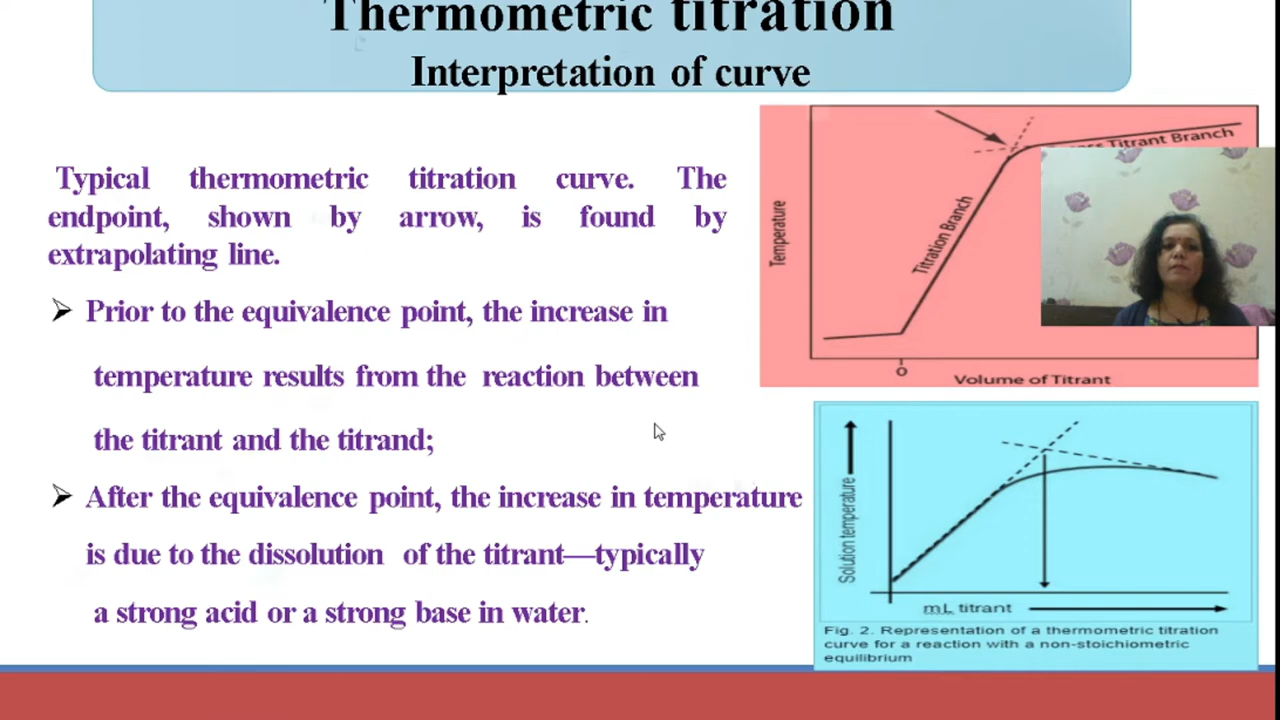 Thermometric titration
Interpretation of curve
Typical thermometric titration curve. The
endpoint, shown by arrow, is found by
extrapolating line.
Prior to the equivalence point, the increase in
temperature results from the reaction between
the titrant and the titrand;
After the equivalence point, the increase in temperature
is due to the dissolution of the titrant—typically
a strong acid or a strong base in water.
Temperature
Titration Branch
Titrant Branch
0
Volume of Titrant
Solution temperature
mL titrant
Fig. 2. Representation of a thermometric titration
curve for a reaction with a non-stoichiometric
equilibrium